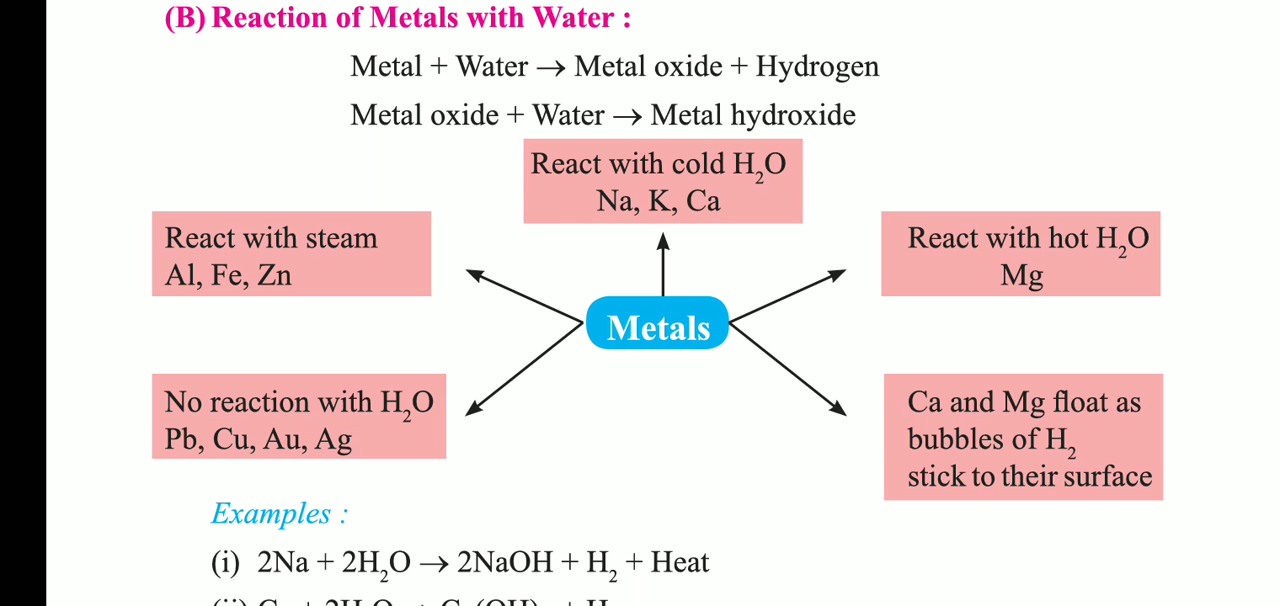 (B) Reaction of Metals with Water :
Metal + Water → Metal oxide + Hydrogen
Metal oxide + Water → Metal hydroxide
React with cold H₂O
Na, K, Ca
React with steam
Al, Fe, Zn
React with hot H₂O
Mg
Metals
No reaction with H₂O
Pb, Cu, Au, Ag
Ca and Mg float as
bubbles of H₂
stick to their surface
Examples :
(i) 2Na + 2H₂O → 2NaOH + H₂ + Heat